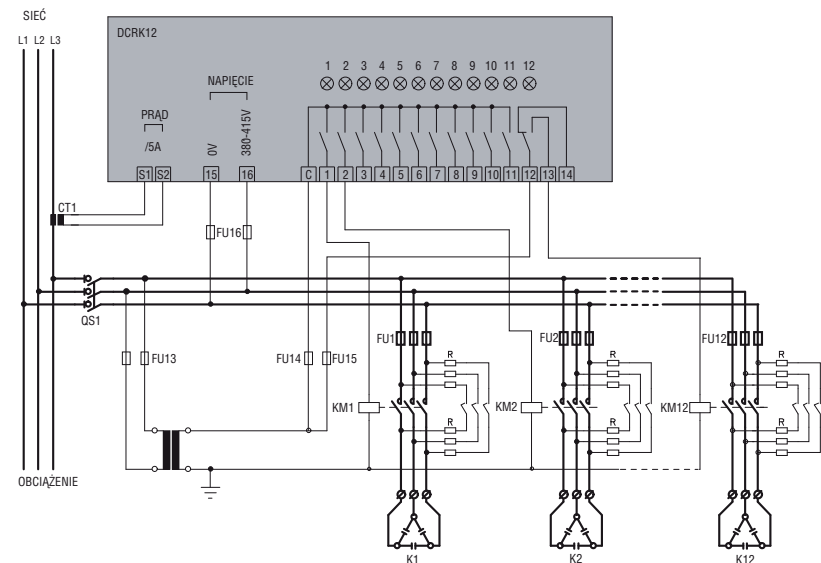 SIEĆ
L1 L2 L3
DCRK12
1 2 3 4 5 6 7 8 9 10 11 12
NAPIĘCIE
PRĄD
/5A
0V
380-415V
S1 S2 15 16 C 1 2 3 4 5 6 7 8 9 10 11 12 13 14
CT1
FU16
QS1
FU1 FU2 FU12
FU13 FU14 FU15
R R R
KM1 KM2 KM12
R R R
OBCIĄŻENIE
K1 K2 K12